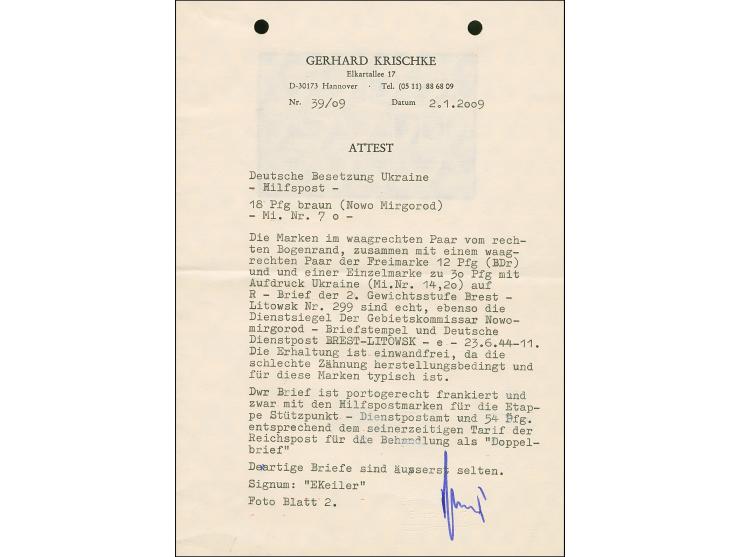 GERHARD KRISCHKE
Elkartallee 17
D-30173 Hannover · Tel. (05 11) 88 68 09
Nr. 39/o9 Datum 2.1.2oo9
ATTEST
Deutsche Besetzung Ukraine
- Hilfspost -
18 Pfg braun (Nowo Mirgorod)
- Mi. Nr. 7 o -
Die Marken im waagrechten Paar vom rech-
ten Bogenrand, zusammen mit einem waag-
rechten Paar der Freimarke 12 Pfg (BDr)
und und einer Einzelmarke zu 3o Pfg mit
Aufdruck Ukraine (Mi.Nr. 14,2o) auf
R - Brief der 2. Gewichtsstufe Brest -
Litowsk Nr. 299 sind echt, ebenso die
Dienstsiegel Der Gebietskommissar Nowo-
mirgorod - Briefstempel und Deutsche
Dienstpost BREST-LITOWSK - e - 23.6.44-11.
Die Erhaltung ist einwandfrei, da die
schlechte Zähnung herstellungsbedingt und
für diese Marken typisch ist.
Dwr Brief ist portogerecht frankiert und
zwar mit den Hilfspostmarken für die Etap-
pe Stützpunkt - Dienstpostamt und 54 Pfg.
entsprechend dem seinerzeitigen Tarif der
Reichspost für die Behandlung als "Doppel-
brief"
Deartige Briefe sind äusserst selten.
Signum: "EKeiler"
Foto Blatt 2.